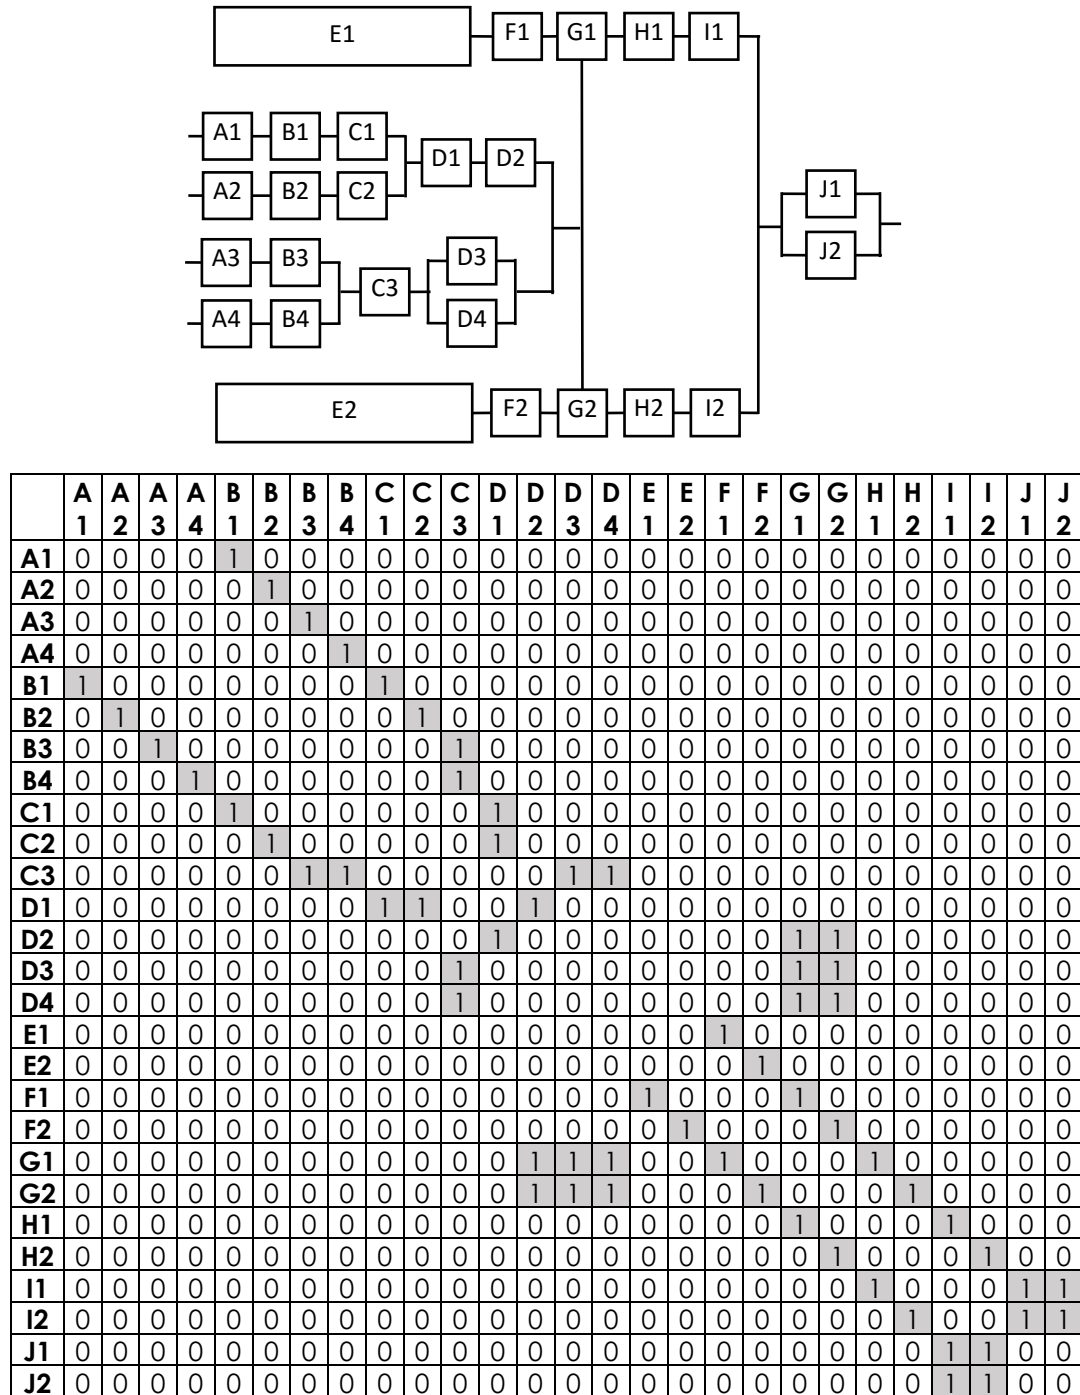 E1 F1 G1 H1 I1
A1 B1 C1
D1 D2
A2 B2 C2
J1
A3 B3
D3
J2
C3
A4 B4
D4
E2 F2 G2 H2 I2
A A A A B B B B C C C D D D D E E F F G G H H I I J J
1 2 3 4 1 2 3 4 1 2 3 1 2 3 4 1 2 1 2 1 2 1 2 1 2 1 2
A1 0 0 0 0 1 0 0 0 0 0 0 0 0 0 0 0 0 0 0 0 0 0 0 0 0 0 0
A2 0 0 0 0 0 1 0 0 0 0 0 0 0 0 0 0 0 0 0 0 0 0 0 0 0 0 0
A3 0 0 0 0 0 0 1 0 0 0 0 0 0 0 0 0 0 0 0 0 0 0 0 0 0 0 0
A4 0 0 0 0 0 0 0 1 0 0 0 0 0 0 0 0 0 0 0 0 0 0 0 0 0 0 0
B1 1 0 0 0 0 0 0 0 1 0 0 0 0 0 0 0 0 0 0 0 0 0 0 0 0 0 0
B2 0 1 0 0 0 0 0 0 0 1 0 0 0 0 0 0 0 0 0 0 0 0 0 0 0 0 0
B3 0 0 1 0 0 0 0 0 0 0 1 0 0 0 0 0 0 0 0 0 0 0 0 0 0 0 0
B4 0 0 0 1 0 0 0 0 0 0 1 0 0 0 0 0 0 0 0 0 0 0 0 0 0 0 0
C1 0 0 0 0 1 0 0 0 0 0 0 1 0 0 0 0 0 0 0 0 0 0 0 0 0 0 0
C2 0 0 0 0 0 1 0 0 0 0 0 1 0 0 0 0 0 0 0 0 0 0 0 0 0 0 0
C3 0 0 0 0 0 0 1 1 0 0 0 0 0 1 1 0 0 0 0 0 0 0 0 0 0 0 0
D1 0 0 0 0 0 0 0 0 1 1 0 0 1 0 0 0 0 0 0 0 0 0 0 0 0 0 0
D2 0 0 0 0 0 0 0 0 0 0 0 1 0 0 0 0 0 0 0 1 1 0 0 0 0 0 0
D3 0 0 0 0 0 0 0 0 0 0 1 0 0 0 0 0 0 0 0 1 1 0 0 0 0 0 0
D4 0 0 0 0 0 0 0 0 0 0 1 0 0 0 0 0 0 0 0 1 1 0 0 0 0 0 0
E1 0 0 0 0 0 0 0 0 0 0 0 0 0 0 0 0 0 1 0 0 0 0 0 0 0 0 0
E2 0 0 0 0 0 0 0 0 0 0 0 0 0 0 0 0 0 0 1 0 0 0 0 0 0 0 0
F1 0 0 0 0 0 0 0 0 0 0 0 0 0 0 0 1 0 0 0 1 0 0 0 0 0 0 0
F2 0 0 0 0 0 0 0 0 0 0 0 0 0 0 0 0 1 0 0 0 1 0 0 0 0 0 0
G1 0 0 0 0 0 0 0 0 0 0 0 0 1 1 1 0 0 1 0 0 0 1 0 0 0 0 0
G2 0 0 0 0 0 0 0 0 0 0 0 0 1 1 1 0 0 0 1 0 0 0 1 0 0 0 0
H1 0 0 0 0 0 0 0 0 0 0 0 0 0 0 0 0 0 0 0 1 0 0 0 1 0 0 0
H2 0 0 0 0 0 0 0 0 0 0 0 0 0 0 0 0 0 0 0 0 1 0 0 0 1 0 0
I1 0 0 0 0 0 0 0 0 0 0 0 0 0 0 0 0 0 0 0 0 0 1 0 0 0 1 1
I2 0 0 0 0 0 0 0 0 0 0 0 0 0 0 0 0 0 0 0 0 0 0 1 0 0 1 1
J1 0 0 0 0 0 0 0 0 0 0 0 0 0 0 0 0 0 0 0 0 0 0 0 1 1 0 0
J2 0 0 0 0 0 0 0 0 0 0 0 0 0 0 0 0 0 0 0 0 0 0 0 1 1 0 0